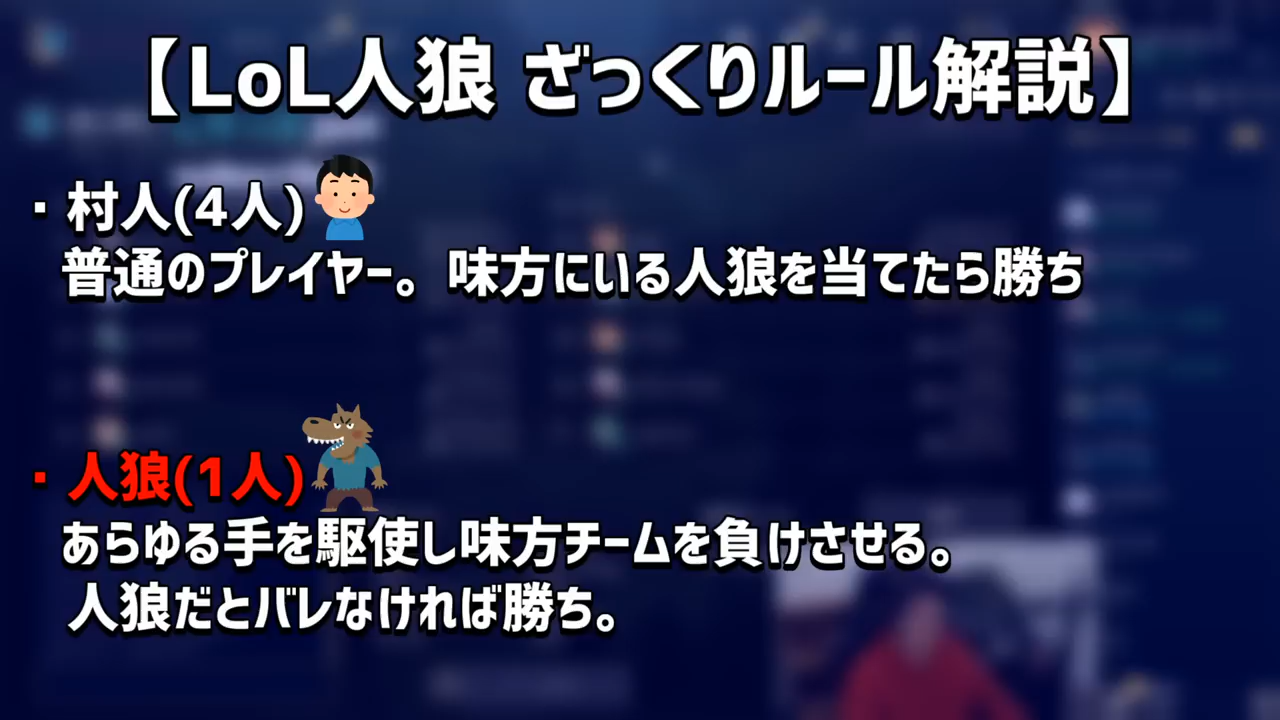 【LoL人狼 ざっくりルール解説】
・村人(4人)
普通のプレイヤー。味方にいる人狼を当てたら勝ち
・人狼(1人)
あらゆる手を駆使し味方チームを負けさせる。
人狼だとバレなければ勝ち。